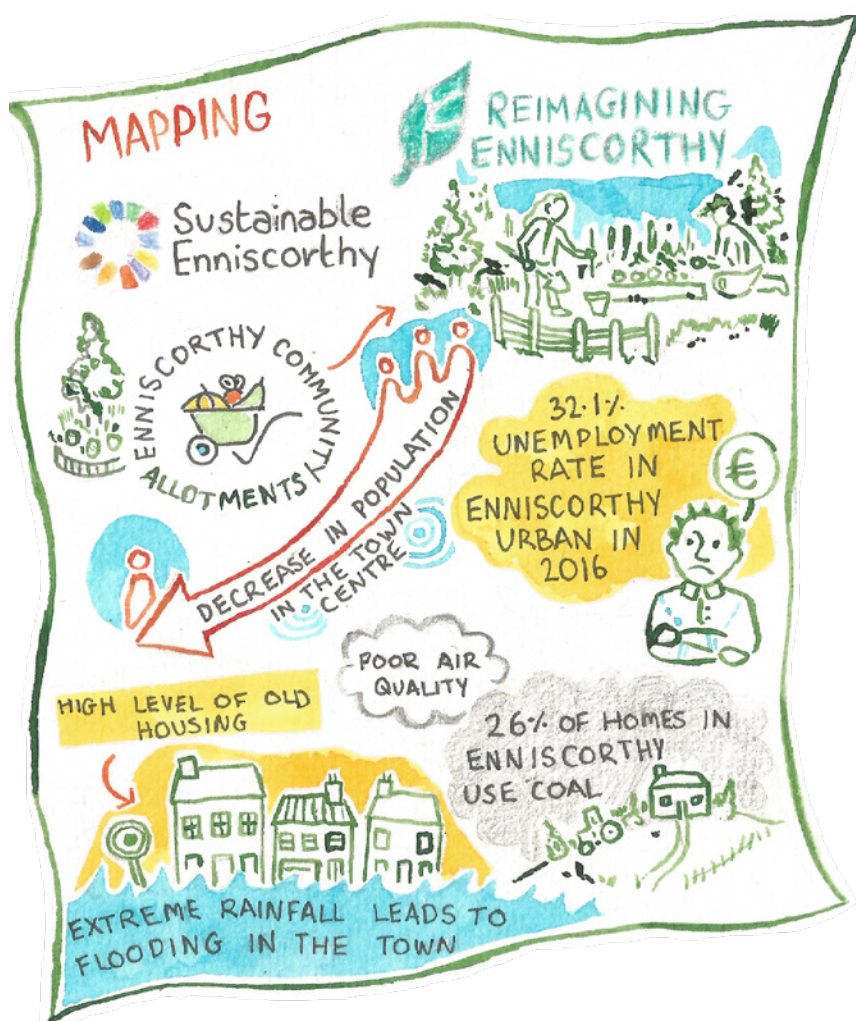 MAPPING
REIMAGINING
ENNISCORTHY
Sustainable
Enniscorthy
ENNISCORTHY COMMUNITY
ALLOTMENTS
DECREASE IN POPULATION
IN THE TOWN
CENTRE
32.1%
UNEMPLOYMENT
RATE IN
ENNISCORTHY
URBAN IN
2016
€
POOR AIR
QUALITY
HIGH LEVEL OF OLD
HOUSING
26% OF HOMES IN
ENNISCORTHY
USE COAL
EXTREME RAINFALL LEADS TO
FLOODING IN THE TOWN